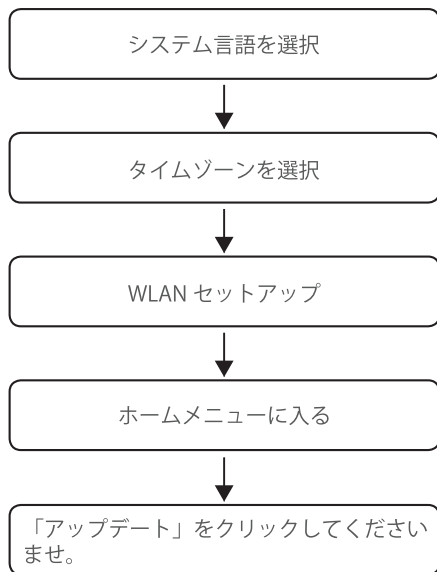 システム言語を選択
タイムゾーンを選択
WLAN セットアップ
ホームメニューに入る
「アップデート」をクリックしてください
ませ。